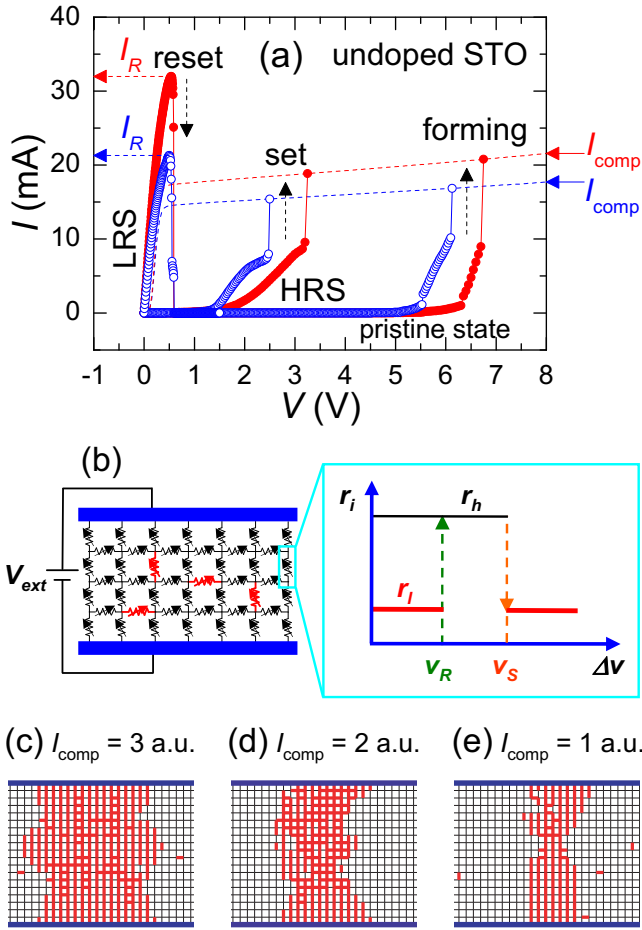 (a)
undoped STO
I_R
reset
I_R
set
forming
I_comp
I_comp
LRS
HRS
pristine state
I (mA)
40
30
20
10
0
-1 0 1 2 3 4 5 6 7 8
V (V)
(b)
V_ext
r_i
r_h
r_l
v_R
v_S
Δv
(c) I_comp = 3 a.u.
(d) I_comp = 2 a.u.
(e) I_comp = 1 a.u.